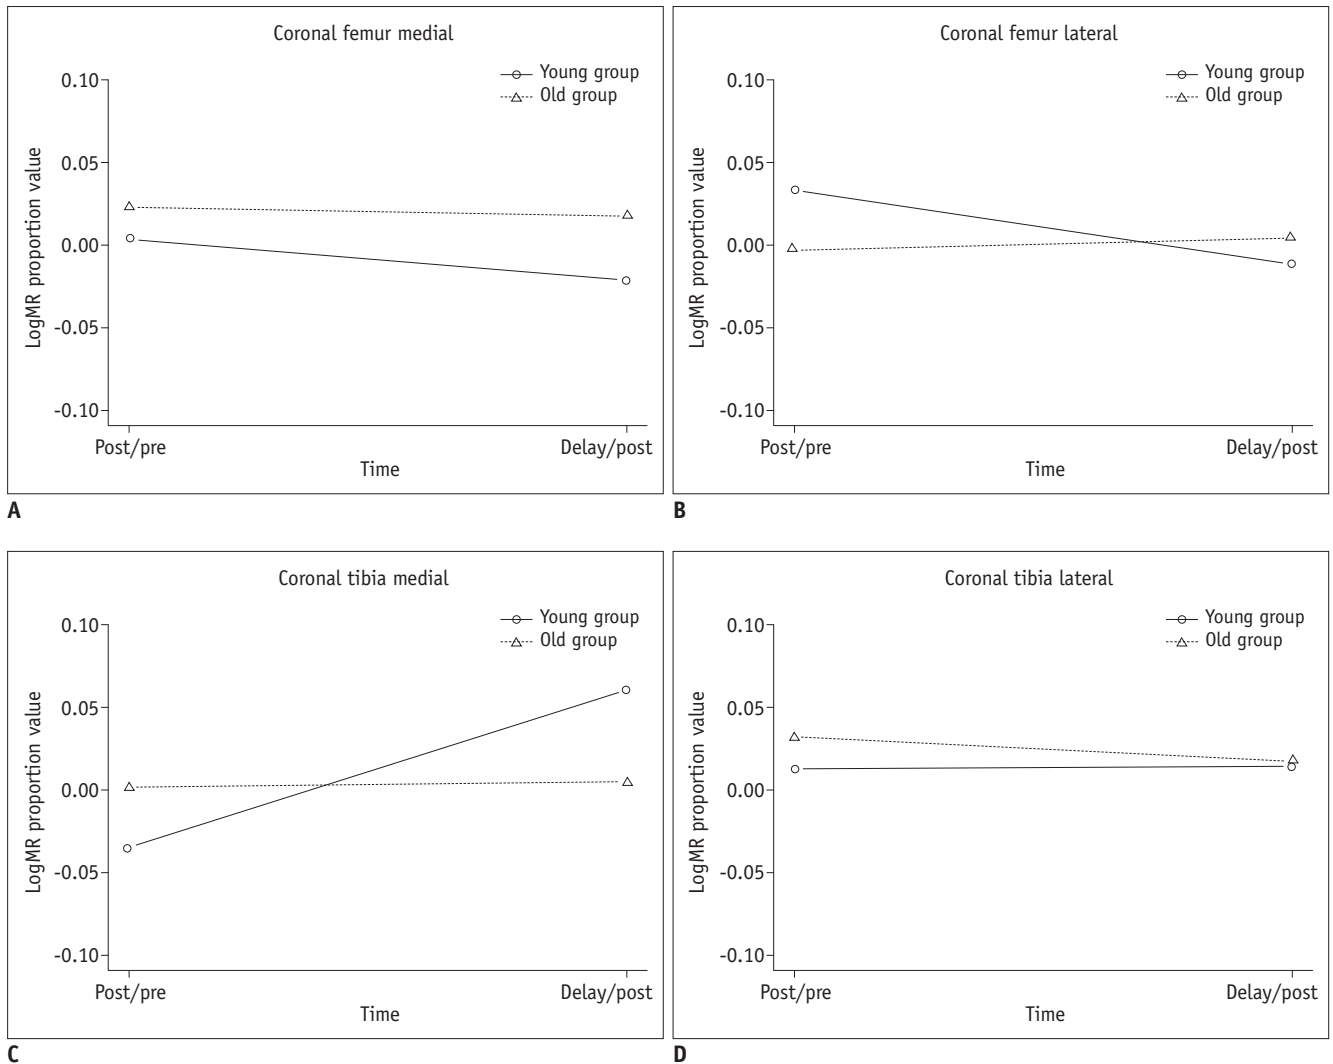 Coronal femur medial
Young group
Old group
0.10
0.05
0.00
-0.05
-0.10
LogMR proportion value
Post/pre
Delay/post
Time
A
Coronal femur lateral
Young group
Old group
0.10
0.05
0.00
-0.05
-0.10
LogMR proportion value
Post/pre
Delay/post
Time
B
Coronal tibia medial
Young group
Old group
0.10
0.05
0.00
-0.05
-0.10
LogMR proportion value
Post/pre
Delay/post
Time
C
Coronal tibia lateral
Young group
Old group
0.10
0.05
0.00
-0.05
-0.10
LogMR proportion value
Post/pre
Delay/post
Time
D